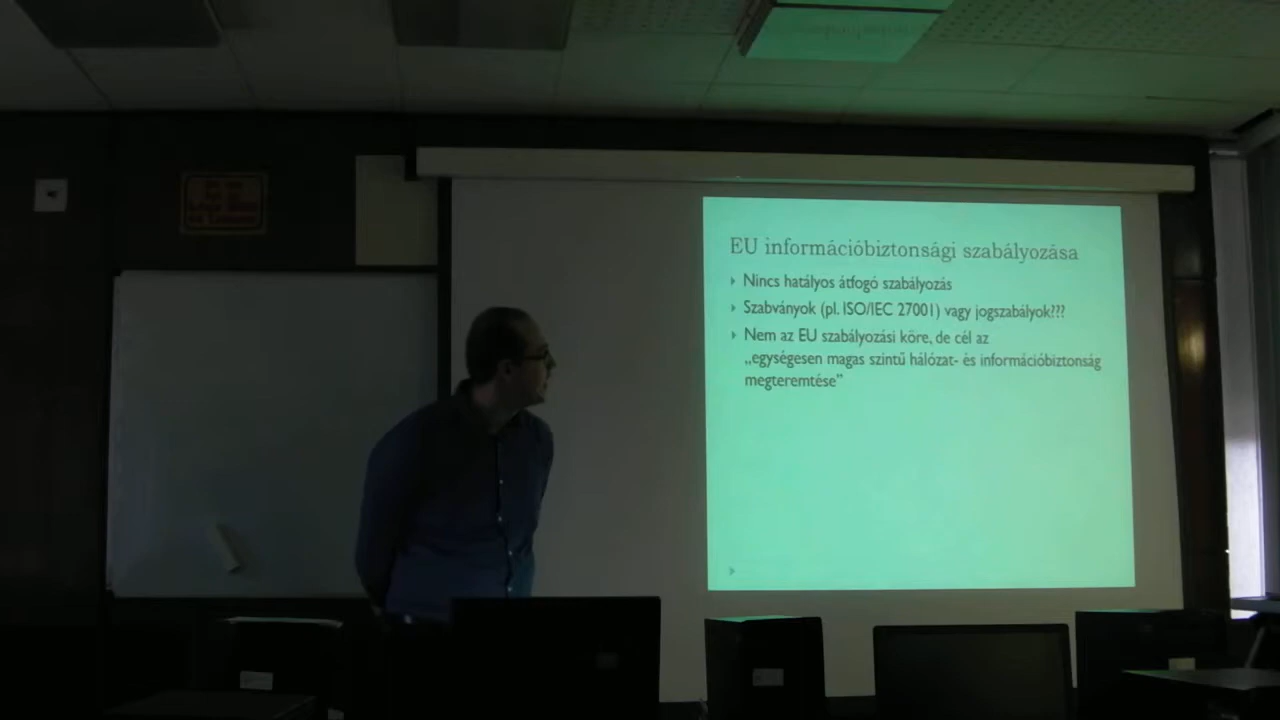 EU információbiztonsági szabályozása
Nincs hatályos átfogó szabályozás
Szabványok (pl. ISO/IEC 27001) vagy jogszabályok???
Nem az EU szabályozási köre, de cél az
„egységesen magas szintű hálózat- és információbiztonság
megteremtése”